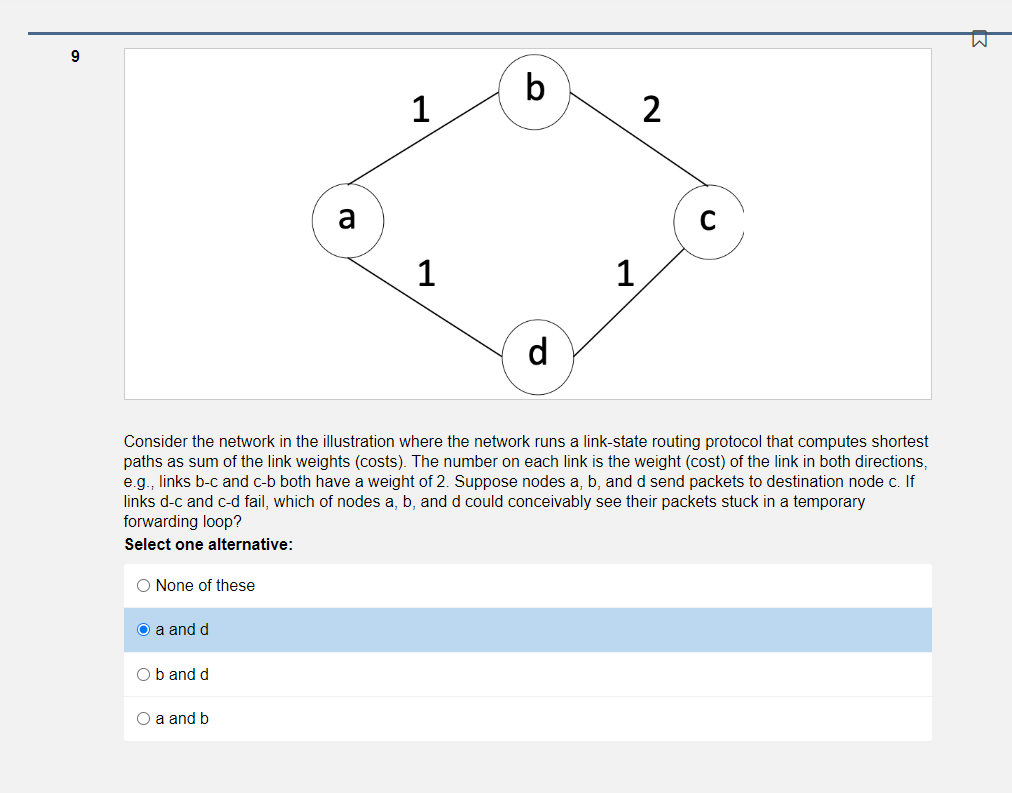 9
b
1
2
a
c
1
1
d
Consider the network in the illustration where the network runs a link-state routing protocol that computes shortest
paths as sum of the link weights (costs). The number on each link is the weight (cost) of the link in both directions,
e.g., links b-c and c-b both have a weight of 2. Suppose nodes a, b, and d send packets to destination node c. If
links d-c and c-d fail, which of nodes a, b, and d could conceivably see their packets stuck in a temporary
forwarding loop?
Select one alternative:
None of these
a and d
b and d
a and b